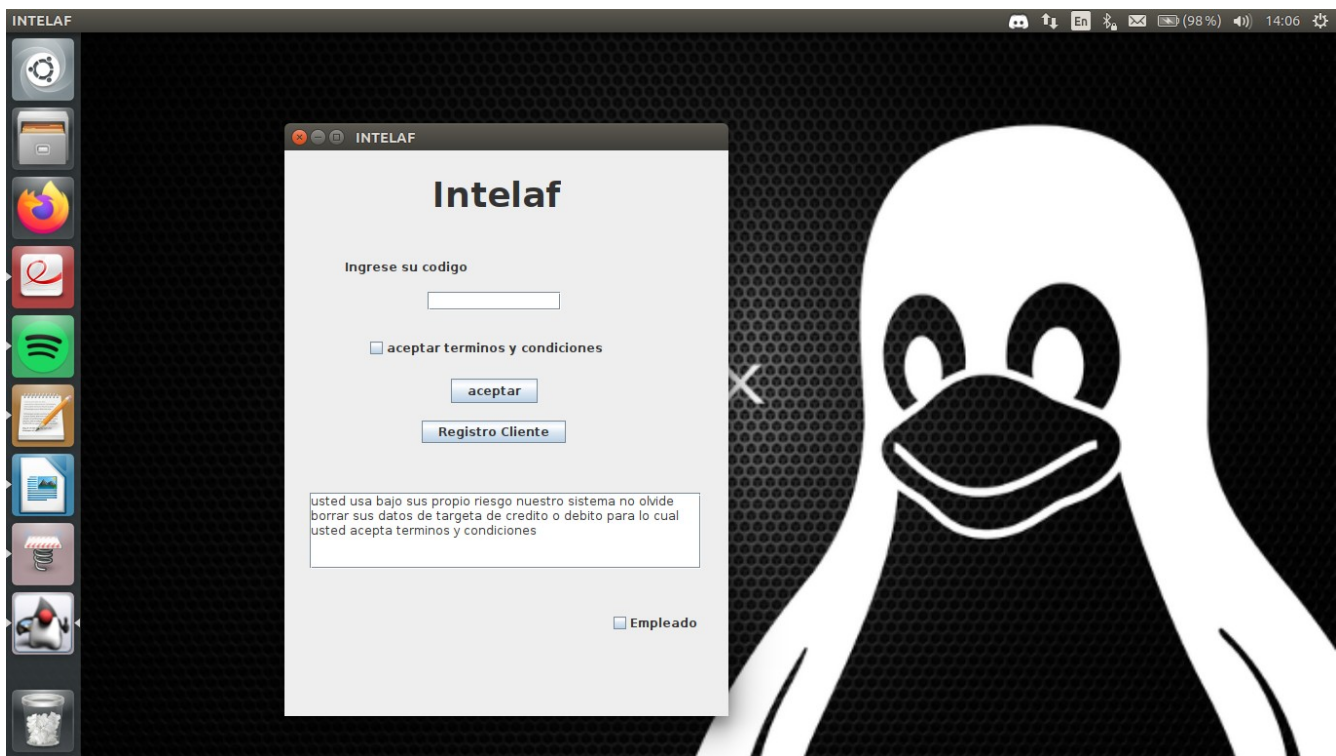 INTELAF
En
(98%)
14:06
INTELAF
Intelaf
Ingrese su codigo
aceptar terminos y condiciones
aceptar
Registro Cliente
usted usa bajo sus propio riesgo nuestro sistema no olvide
borrar sus datos de targeta de credito o debito para lo cual
usted acepta terminos y condiciones
Empleado
X